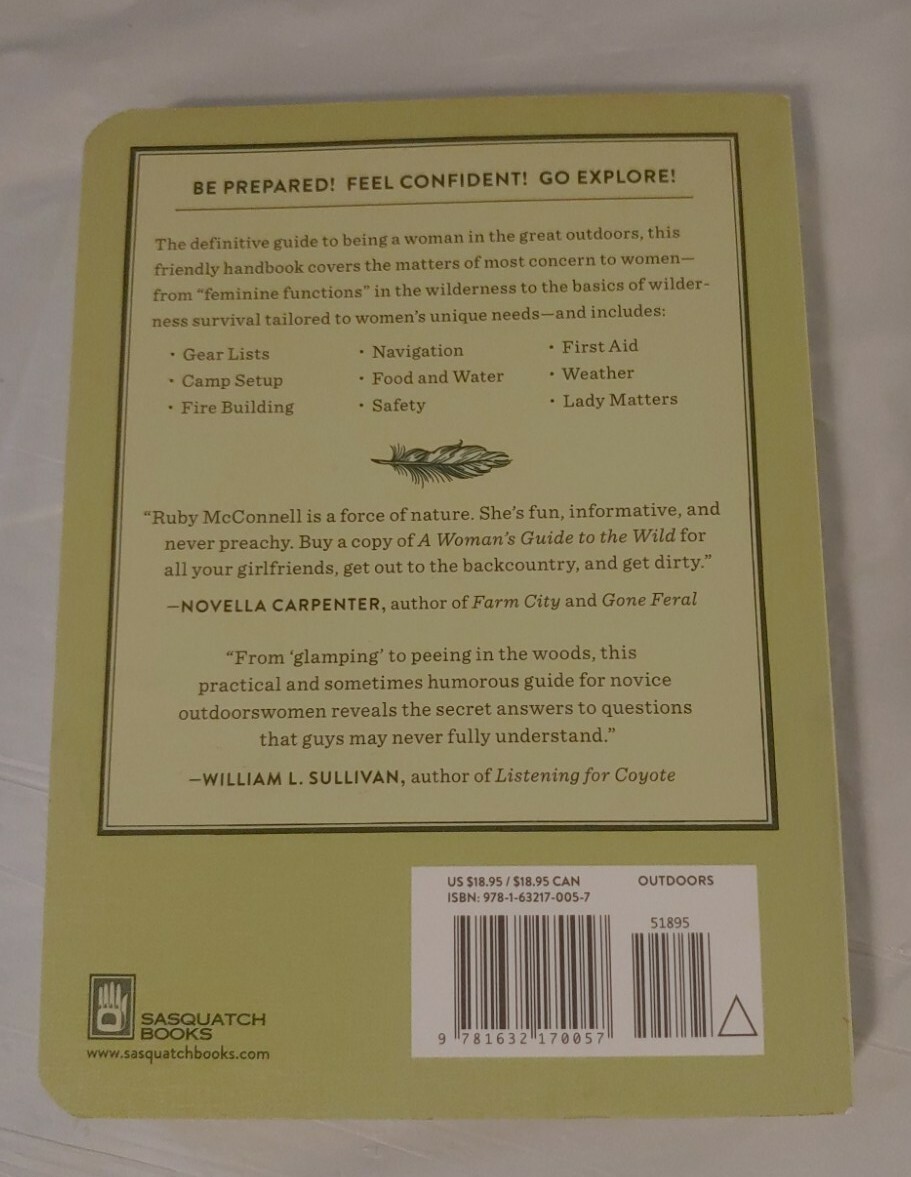 BE PREPARED! FEEL CONFIDENT! GO EXPLORE!
The definitive guide to being a woman in the great outdoors, this
friendly handbook covers the matters of most concern to women—
from “feminine functions” in the wilderness to the basics of wilder-
ness survival tailored to women’s unique needs—and includes:
• Gear Lists
• Camp Setup
• Fire Building
• Navigation
• Food and Water
• Safety
• First Aid
• Weather
• Lady Matters
“Ruby McConnell is a force of nature. She’s fun, informative, and
never preachy. Buy a copy of A Woman’s Guide to the Wild for
all your girlfriends, get out to the backcountry, and get dirty.”
—NOVELLA CARPENTER, author of Farm City and Gone Feral
“From ‘glamping’ to peeing in the woods, this
practical and sometimes humorous guide for novice
outdoorswomen reveals the secret answers to questions
that guys may never fully understand.”
—WILLIAM L. SULLIVAN, author of Listening for Coyote
US $18.95 / $18.95 CAN
ISBN: 978-1-63217-005-7
OUTDOORS
51895
9 781632 170057
SASQUATCH
BOOKS
www.sasquatchbooks.com